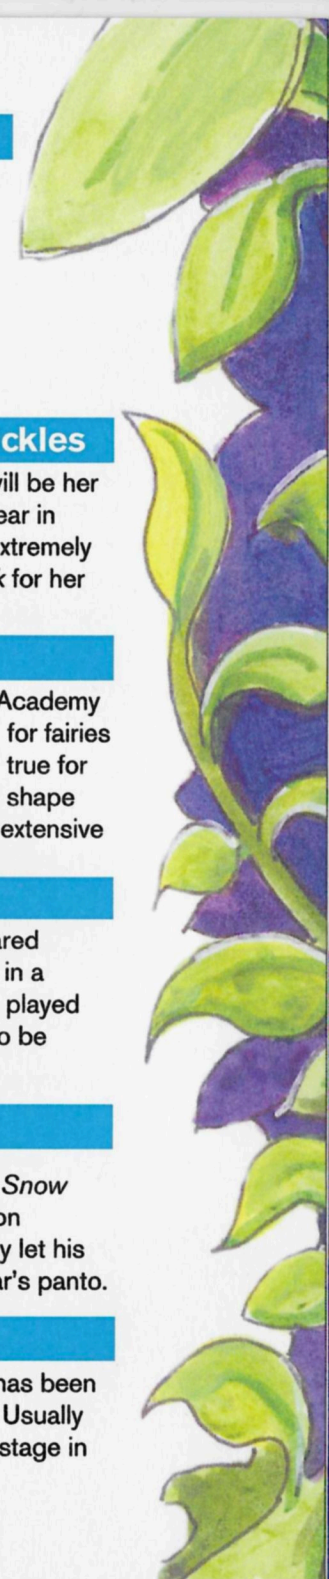 ckles
ill be her
ear in
xtremely
k for her
Academy
for fairies
true for
shape
extensive
ared
in a
played
o be
Snow
on
y let his
ar's panto.
has been
Usually
stage in